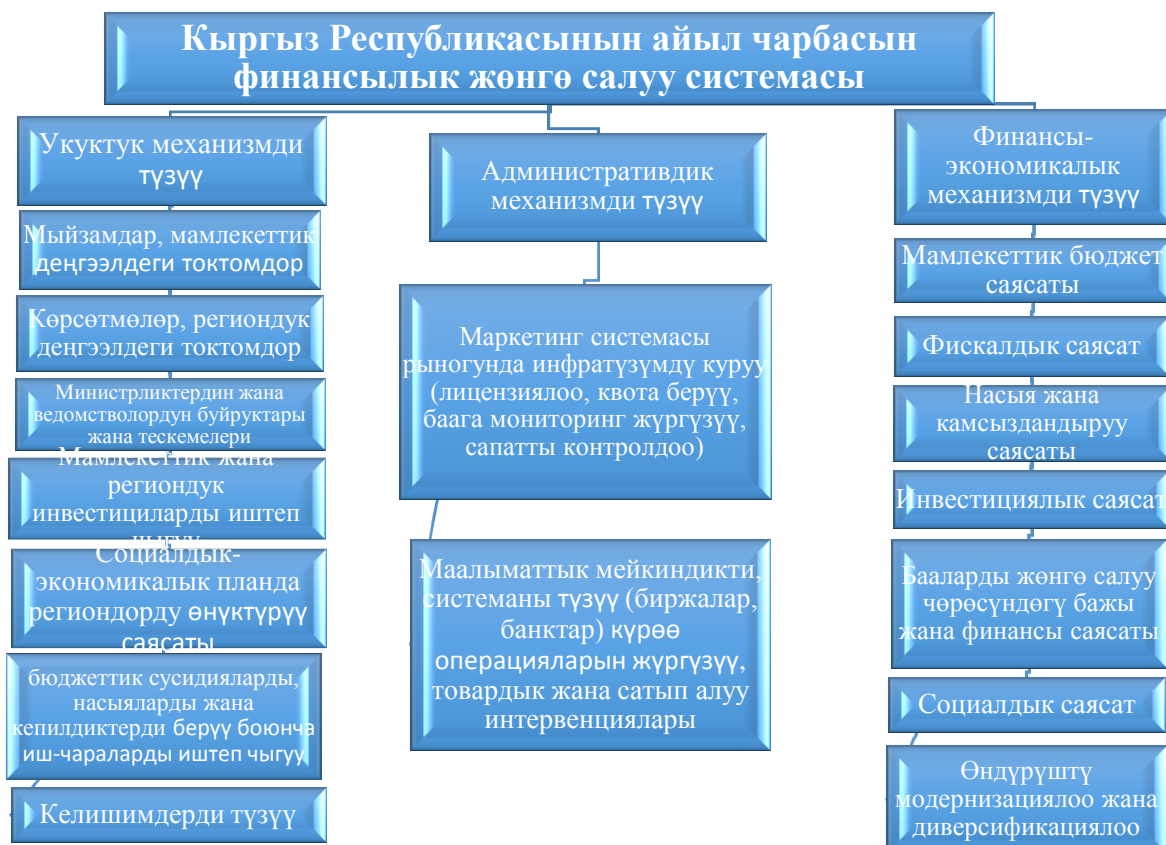 Кыргыз Республикасынын айыл чарбасын
финансылык жөнгө салуу системасы
Укуктук механизмди
түзүү
Мыйзамдар, мамлекеттик
деңгээлдеги токтомдор
Көрсөтмөлөр, региондук
деңгээлдеги токтомдор
Министрликтердин жана
ведомстволордун буйруктары
жана тескемелери
Мамлекеттик жана
региондук
инвестициларды иштеп
чыгуу
Социалдык-
экономикалык планда
региондорду өнүктүрүү
саясаты
бюджеттик сусидияларды,
насыяларды жана
кепилдиктерди берүү боюнча
иш-чараларды иштеп чыгуу
Келишимдерди түзүү
Административдик
механизмди түзүү
Маркетинг системасы
рыногунда инфратүзүмдү куруу
(лицензиялоо, квота берүү,
баага мониторинг жүргүзүү,
сапатты контролдоо)
Маалыматтык мейкиндикти,
системаны түзүү (биржалар,
банктар) күрөө
операцияларын жүргүзүү,
товардык жана сатып алуу
интервенциялары
Финансы-
экономикалык
механизмди түзүү
Мамлекеттик бюджет
саясаты
Фискалдык саясат
Насыя жана
камсыздандыруу
саясаты
Инвестициялык саясат
Бааларды жөнгө салуу
чөрөсүндөгү бажы
жана финансы саясаты
Социалдык саясат
Өндүрүштү
модернизациялоо жана
диверсификациялоо